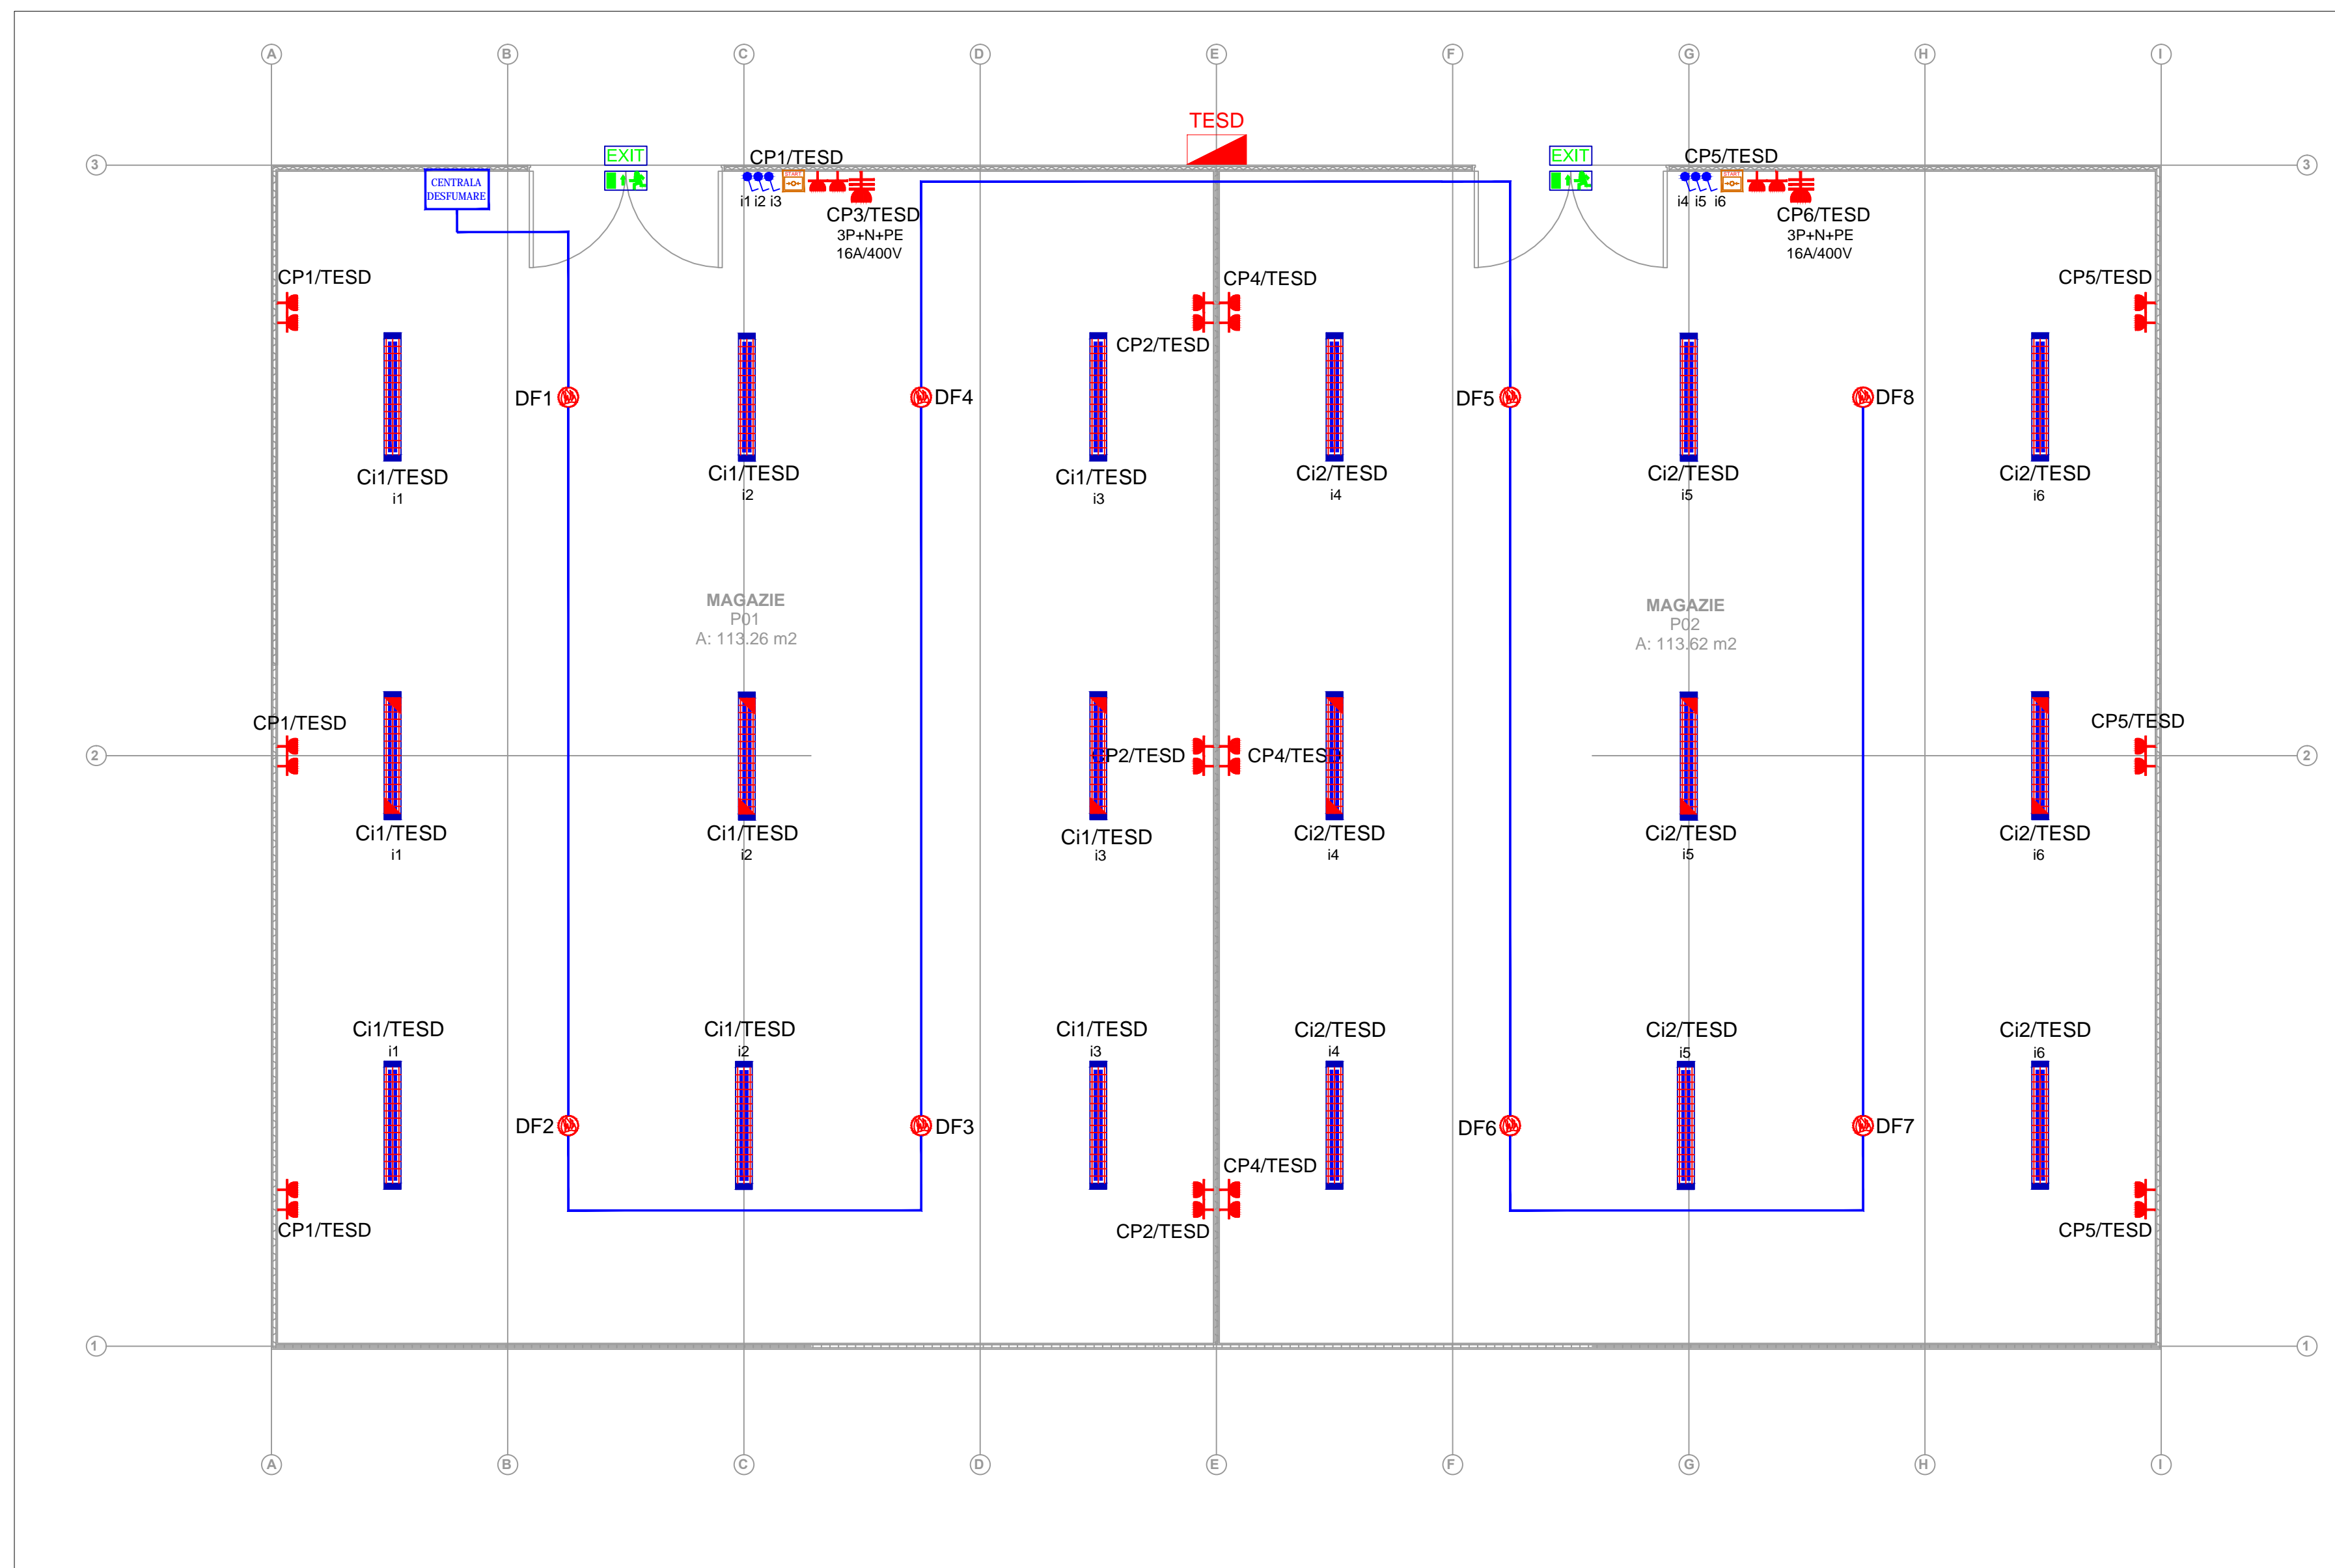 A B C D E F G H I
TESD
3 EXIT CP1/TESD EXIT CP5/TESD 3
CENTRALA
DESFUMARE
START START
i1 i2 i3 i4 i5 i6
CP3/TESD CP6/TESD
3P+N+PE 3P+N+PE
16A/400V 16A/400V
CP1/TESD CP4/TESD CP5/TESD
CP2/TESD
DF1 DF4 DF5 DF8
Ci1/TESD Ci1/TESD Ci1/TESD Ci2/TESD Ci2/TESD Ci2/TESD
i1 i2 i3 i4 i5 i6
MAGAZIE MAGAZIE
P01 P02
A: 113.26 m2 A: 113.62 m2
CP1/TESD CP5/TESD
2 CP2/TESD CP4/TESD 2
Ci1/TESD Ci1/TESD Ci1/TESD Ci2/TESD Ci2/TESD Ci2/TESD
i1 i2 i3 i4 i5 i6
Ci1/TESD Ci1/TESD Ci1/TESD Ci2/TESD Ci2/TESD Ci2/TESD
i1 i2 i3 i4 i5 i6
DF2 DF3 DF6 DF7
CP4/TESD
CP1/TESD CP2/TESD CP5/TESD
1 1
A B C D E F G H I